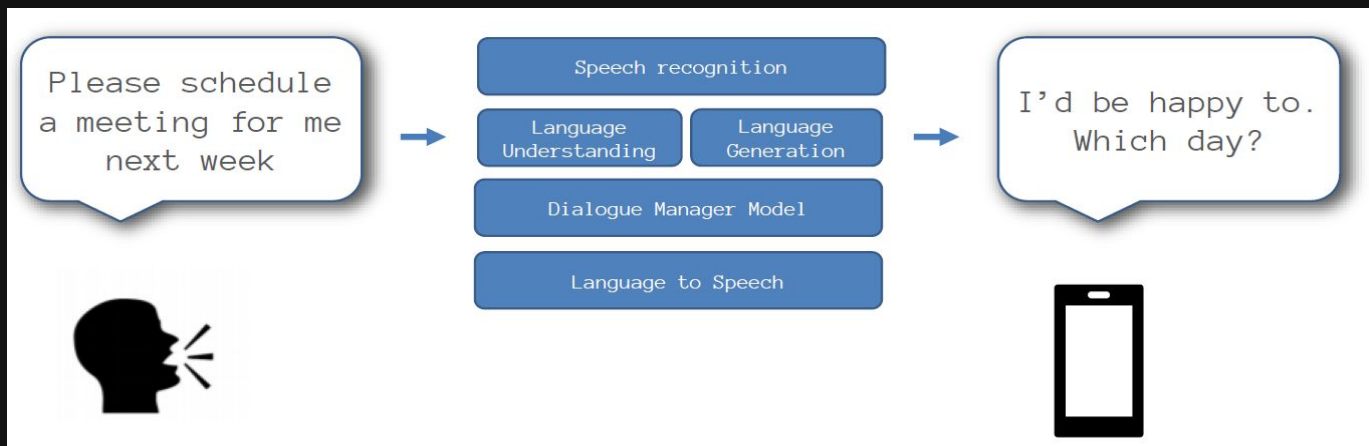 Please schedule
a meeting for me
next week
Speech recognition
Language
Understanding
Language
Generation
Dialogue Manager Model
Language to Speech
I'd be happy to.
Which day?